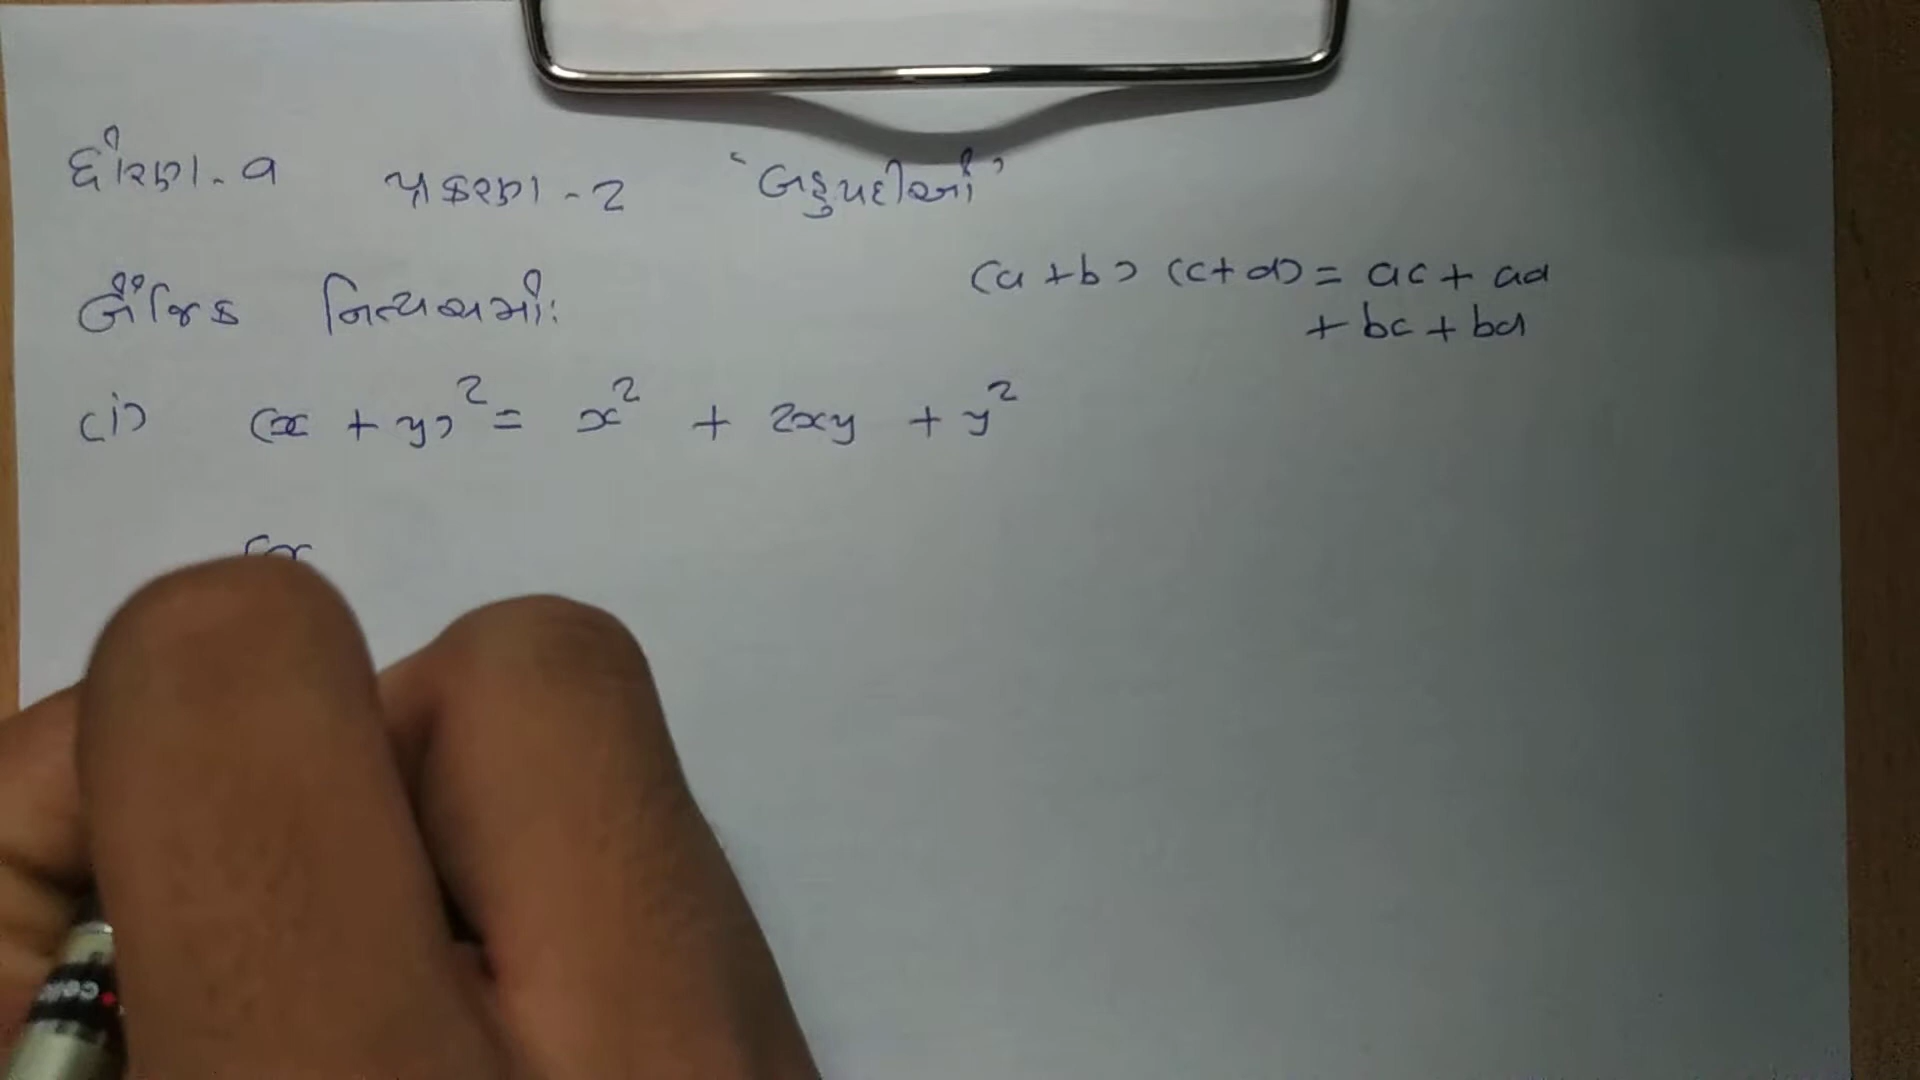 ધોરણ-9 પ્રકરણ-2 "બહુપદીઓ"
બૈજિક નિત્યસમો:
(a+b) (c+d) = ac + ad
+ bc + bd
(i) (x + y)² = x² + 2xy + y²
(x